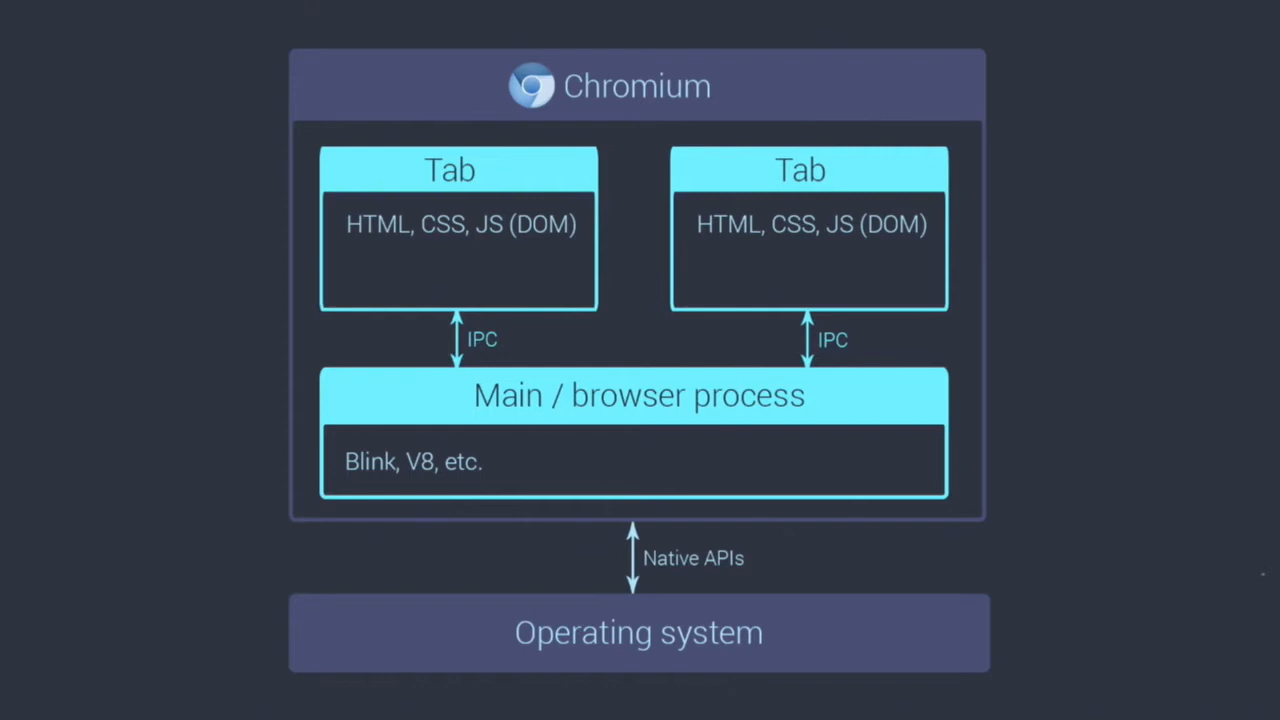 Chromium
Tab
Tab
HTML, CSS, JS (DOM)
HTML, CSS, JS (DOM)
IPC
IPC
Main / browser process
Blink, V8, etc.
Native APIs
Operating system